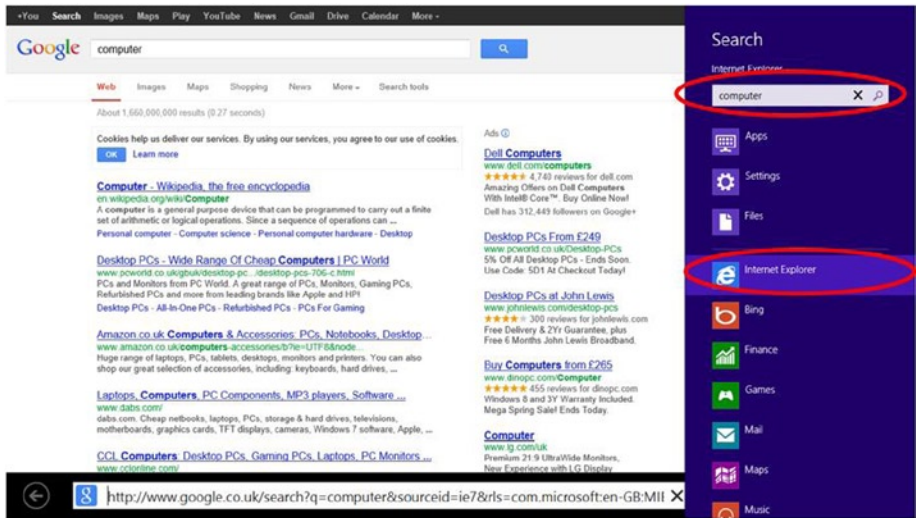 +You Search Images Maps Play YouTube News Gmail Drive Calendar More
Google computer
Web Images Maps Shopping News More Search tools
About 1,660,000,000 results (0.27 seconds)
Cookies help us deliver our services. By using our services, you agree to our use of cookies.
OK Learn more
Computer - Wikipedia, the free encyclopedia
en.wikipedia.org/wiki/Computer
A computer is a general purpose device that can be programmed to carry out a finite
set of arithmetic or logical operations. Since a sequence of operations can ...
Personal computer - Computer science - Personal computer hardware - Desktop
Desktop PCs - Wide Range Of Cheap Computers | PC World
www.pcworld.co.uk/gbuk/desktop-pc.../desktop-pcs-706-c.html
PCs and Monitors from PC World. A great range of PCs, Monitors, Gaming PCs,
Refurbished PCs and more from leading brands like Apple and HP!
Desktop PCs - All-In-One PCs - Refurbished PCs - PCs For Gaming
Amazon.co.uk Computers & Accessories: PCs, Notebooks, Desktop...
www.amazon.co.uk/computers-accessories/b?ie=UTF8&node...
Huge range of laptops, PCs, tablets, desktops, monitors and printers. You can also
shop our great selection of accessories, including: keyboards, hard drives, ...
Laptops, Computers, PC Components, MP3 players, Software ...
www.dabs.com/
dabs.com. Cheap netbooks, laptops, PCs, storage & hard drives, televisions,
motherboards, graphics cards, TFT displays, cameras, Windows 7 software, Apple, ...
CCL Computers: Desktop PCs, Gaming PCs, Laptops, PC Monitors ...
www.cclonline.com/
Ads
Dell Computers
www.dell.com/computers
4,740 reviews for dell.com
Amazing Offers on Dell Computers
With Intel® Core™. Buy Online Now!
Dell has 312,449 followers on Google+
Desktop PCs From £249
www.pcworld.co.uk/Desktop-PCs
5% Off All Desktop PCs - Ends Soon.
Use Code: 5D1 At Checkout Today!
Desktop PCs at John Lewis
www.johnlewis.com/desktop-pcs
300 reviews for johnlewis.com
Free Delivery & 2Yr Guarantee, plus
Free 6 Months John Lewis Broadband.
Buy Computers from £265
www.dinopc.com/Computer
455 reviews for dinopc.com
Windows 8 and 3Y Warranty Included.
Mega Spring Sale! Ends Today.
Computer
www.lg.com/uk
Premium 21:9 UltraWide Monitors,
New Experience with LG Display
http://www.google.co.uk/search?q=computer&sourceid=ie7&rls=com.microsoft:en-GB:MIE
Search
Internet Explorer
computer
Apps
Settings
Files
Internet Explorer
Bing
Finance
Games
Mail
Maps
Music